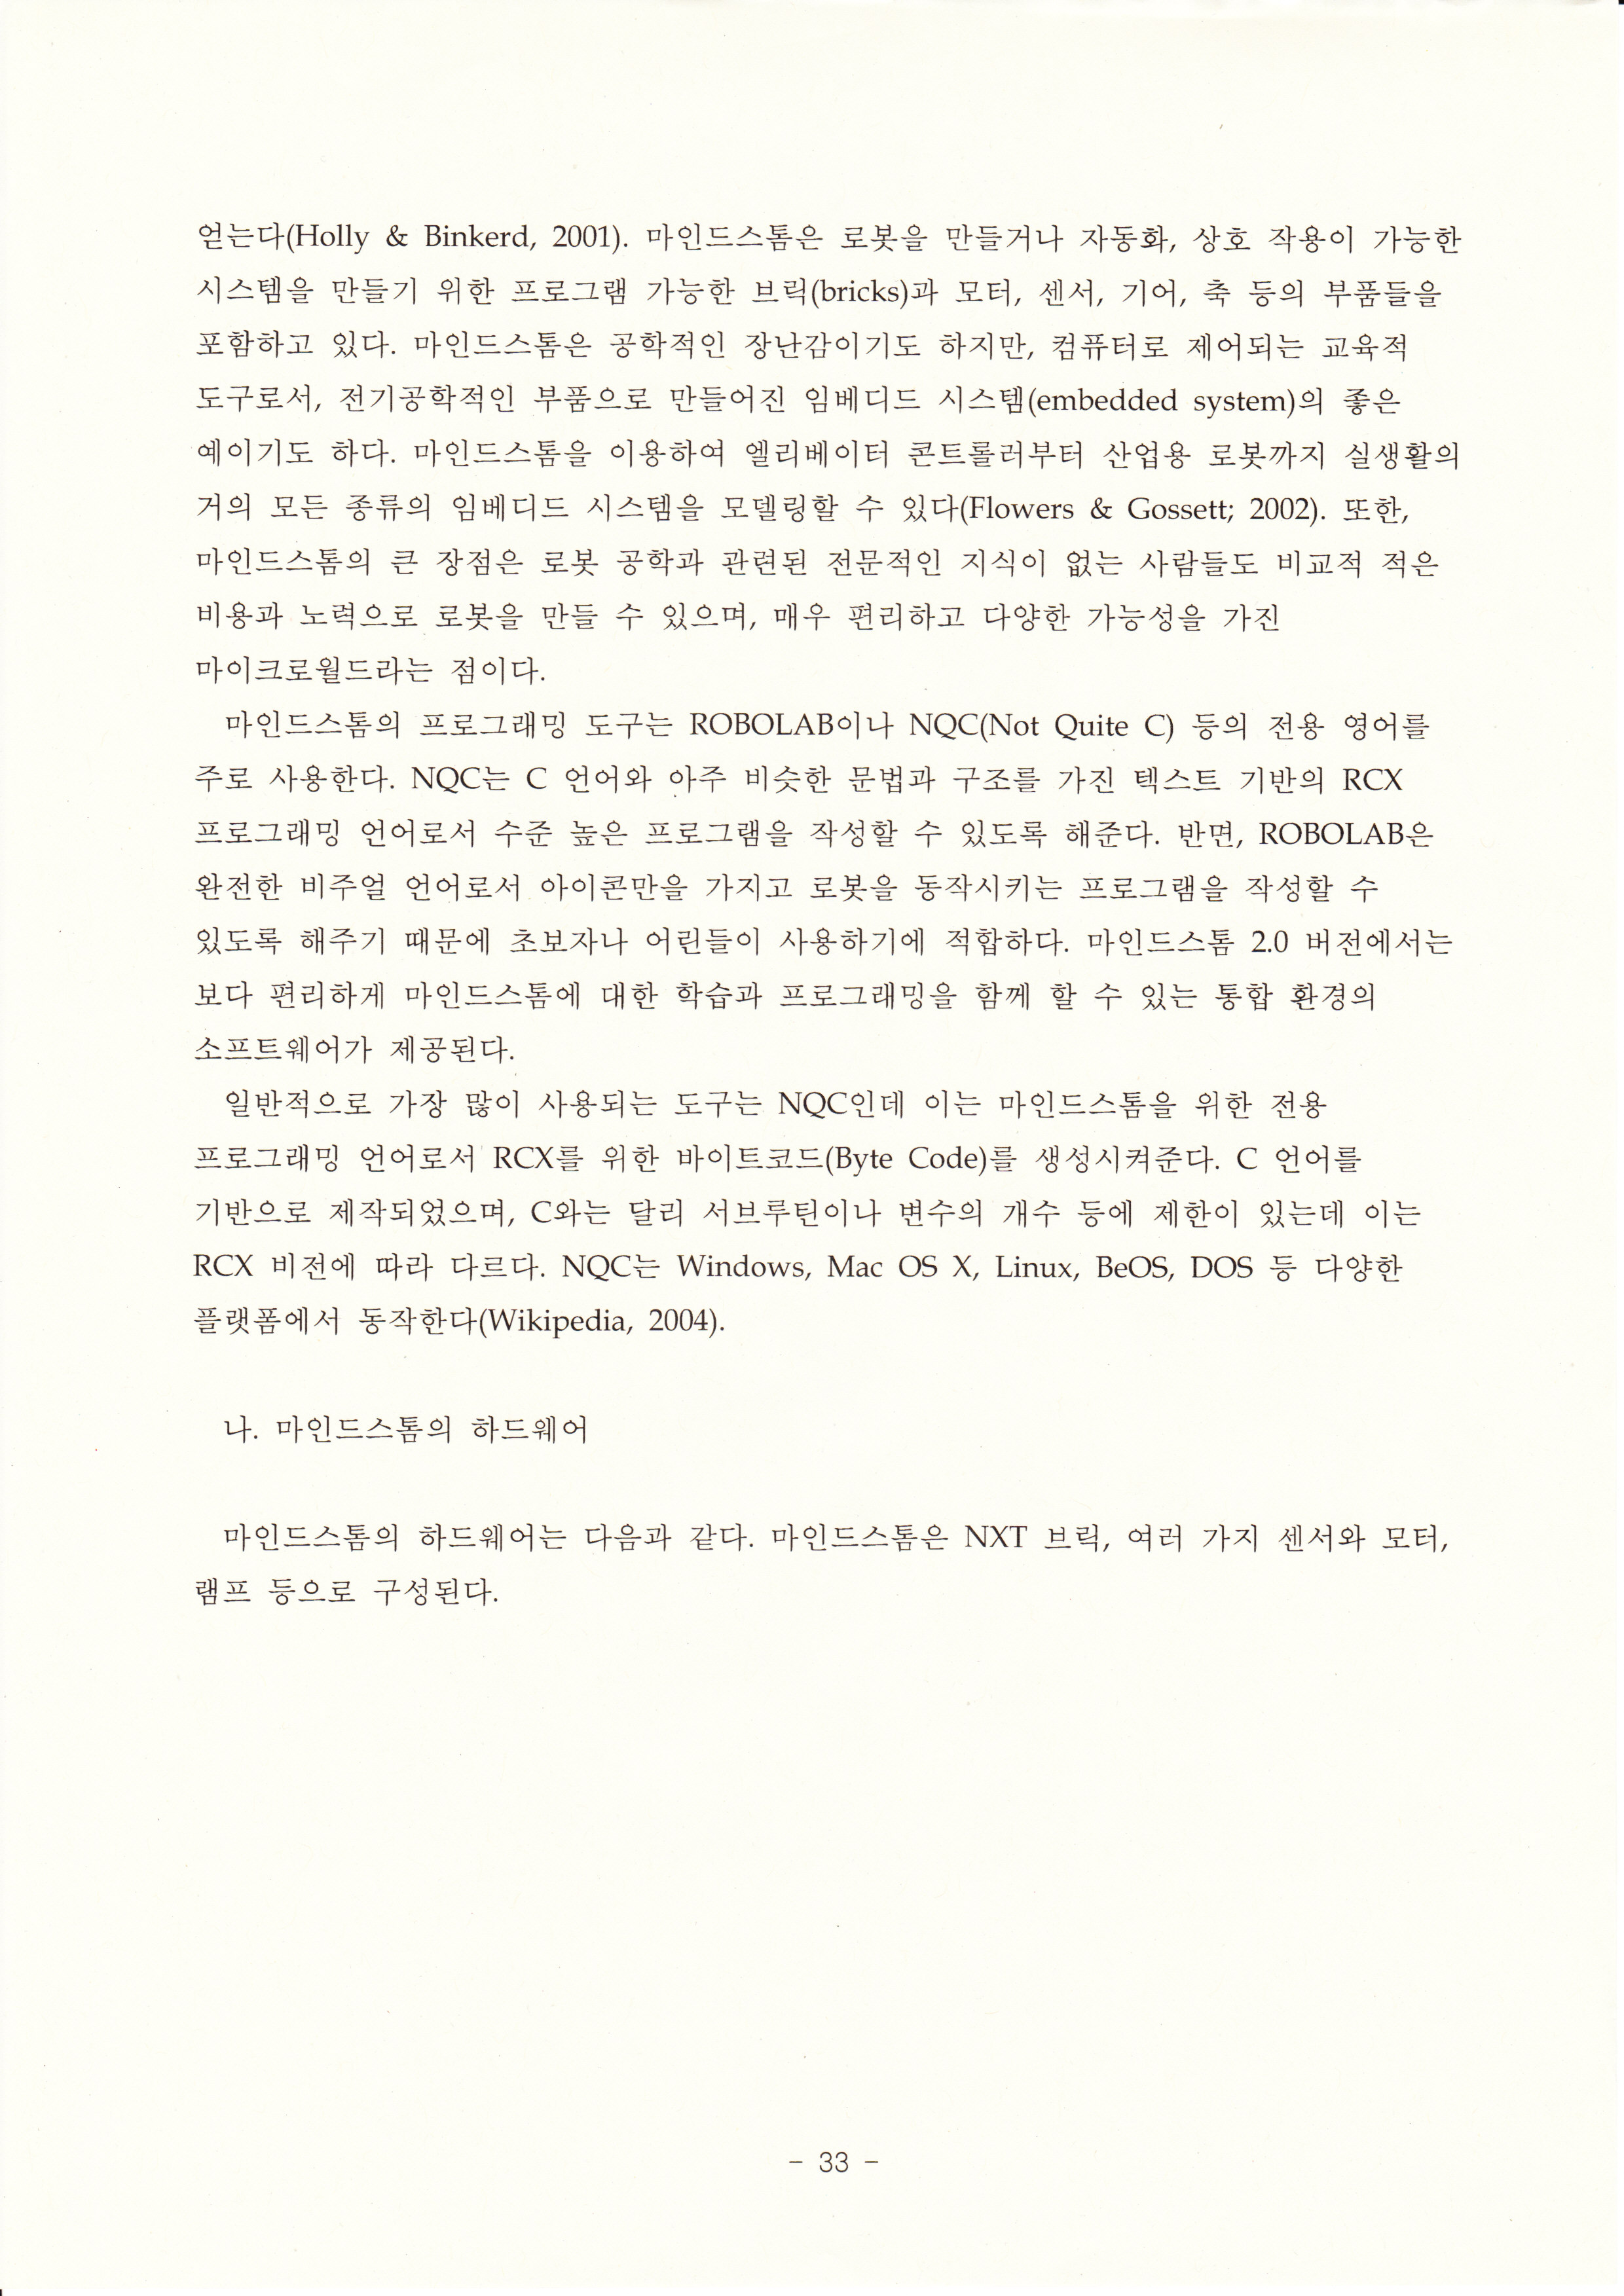 얻는다(Holly & Binkerd, 2001). 마인드스톰은 로봇을 만들거나 자동화, 상호 작용이 가능한
시스템을 만들기 위한 프로그램 가능한 브릭(bricks)과 모터, 센서, 기어, 축 등의 부품들을
포함하고 있다. 마인드스톰은 공학적인 장난감이기도 하지만, 컴퓨터로 제어되는 교육적
도구로서, 전기공학적인 부품으로 만들어진 임베디드 시스템(embedded system)의 좋은
예이기도 하다. 마인드스톰을 이용하여 엘리베이터 콘트롤러부터 산업용 로봇까지 실생활의
거의 모든 종류의 임베디드 시스템을 모델링할 수 있다(Flowers & Gossett; 2002). 또한,
마인드스톰의 큰 장점은 로봇 공학과 관련된 전문적인 지식이 없는 사람들도 비교적 적은
비용과 노력으로 로봇을 만들 수 있으며, 매우 편리하고 다양한 가능성을 가진
마이크로월드라는 점이다.
마인드스톰의 프로그래밍 도구는 ROBOLAB이나 NQC(Not Quite C) 등의 전용 영어를
주로 사용한다. NQC는 C 언어와 아주 비슷한 문법과 구조를 가진 텍스트 기반의 RCX
프로그래밍 언어로서 수준 높은 프로그램을 작성할 수 있도록 해준다. 반면, ROBOLAB은
완전한 비주얼 언어로서 아이콘만을 가지고 로봇을 동작시키는 프로그램을 작성할 수
있도록 해주기 때문에 초보자나 어린들이 사용하기에 적합하다. 마인드스톰 2.0 버전에서는
보다 편리하게 마인드스톰에 대한 학습과 프로그래밍을 함께 할 수 있는 통합 환경의
소프트웨어가 제공된다.
일반적으로 가장 많이 사용되는 도구는 NQC인데 이는 마인드스톰을 위한 전용
프로그래밍 언어로서 RCX를 위한 바이트코드(Byte Code)를 생성시켜준다. C 언어를
기반으로 제작되었으며, C와는 달리 서브루틴이나 변수의 개수 등에 제한이 있는데 이는
RCX 비전에 따라 다르다. NQC는 Windows, Mac OS X, Linux, BeOS, DOS 등 다양한
플랫폼에서 동작한다(Wikipedia, 2004).
나. 마인드스톰의 하드웨어
마인드스톰의 하드웨어는 다음과 같다. 마인드스톰은 NXT 브릭, 여러 가지 센서와 모터,
램프 등으로 구성된다.
- 33 -